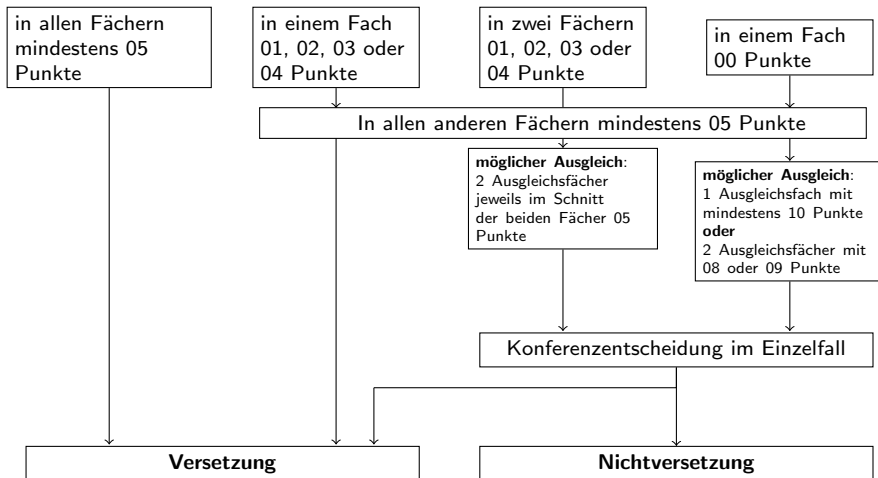 in allen Fächern
mindestens 05
Punkte
in einem Fach
01, 02, 03 oder
04 Punkte
in zwei Fächern
01, 02, 03 oder
04 Punkte
in einem Fach
00 Punkte
In allen anderen Fächern mindestens 05 Punkte
möglicher Ausgleich:
2 Ausgleichsfächer
jeweils im Schnitt
der beiden Fächer 05
Punkte
möglicher Ausgleich:
1 Ausgleichsfach mit
mindestens 10 Punkte
oder
2 Ausgleichsfächer mit
08 oder 09 Punkte
Konferenzentscheidung im Einzelfall
Versetzung
Nichtversetzung